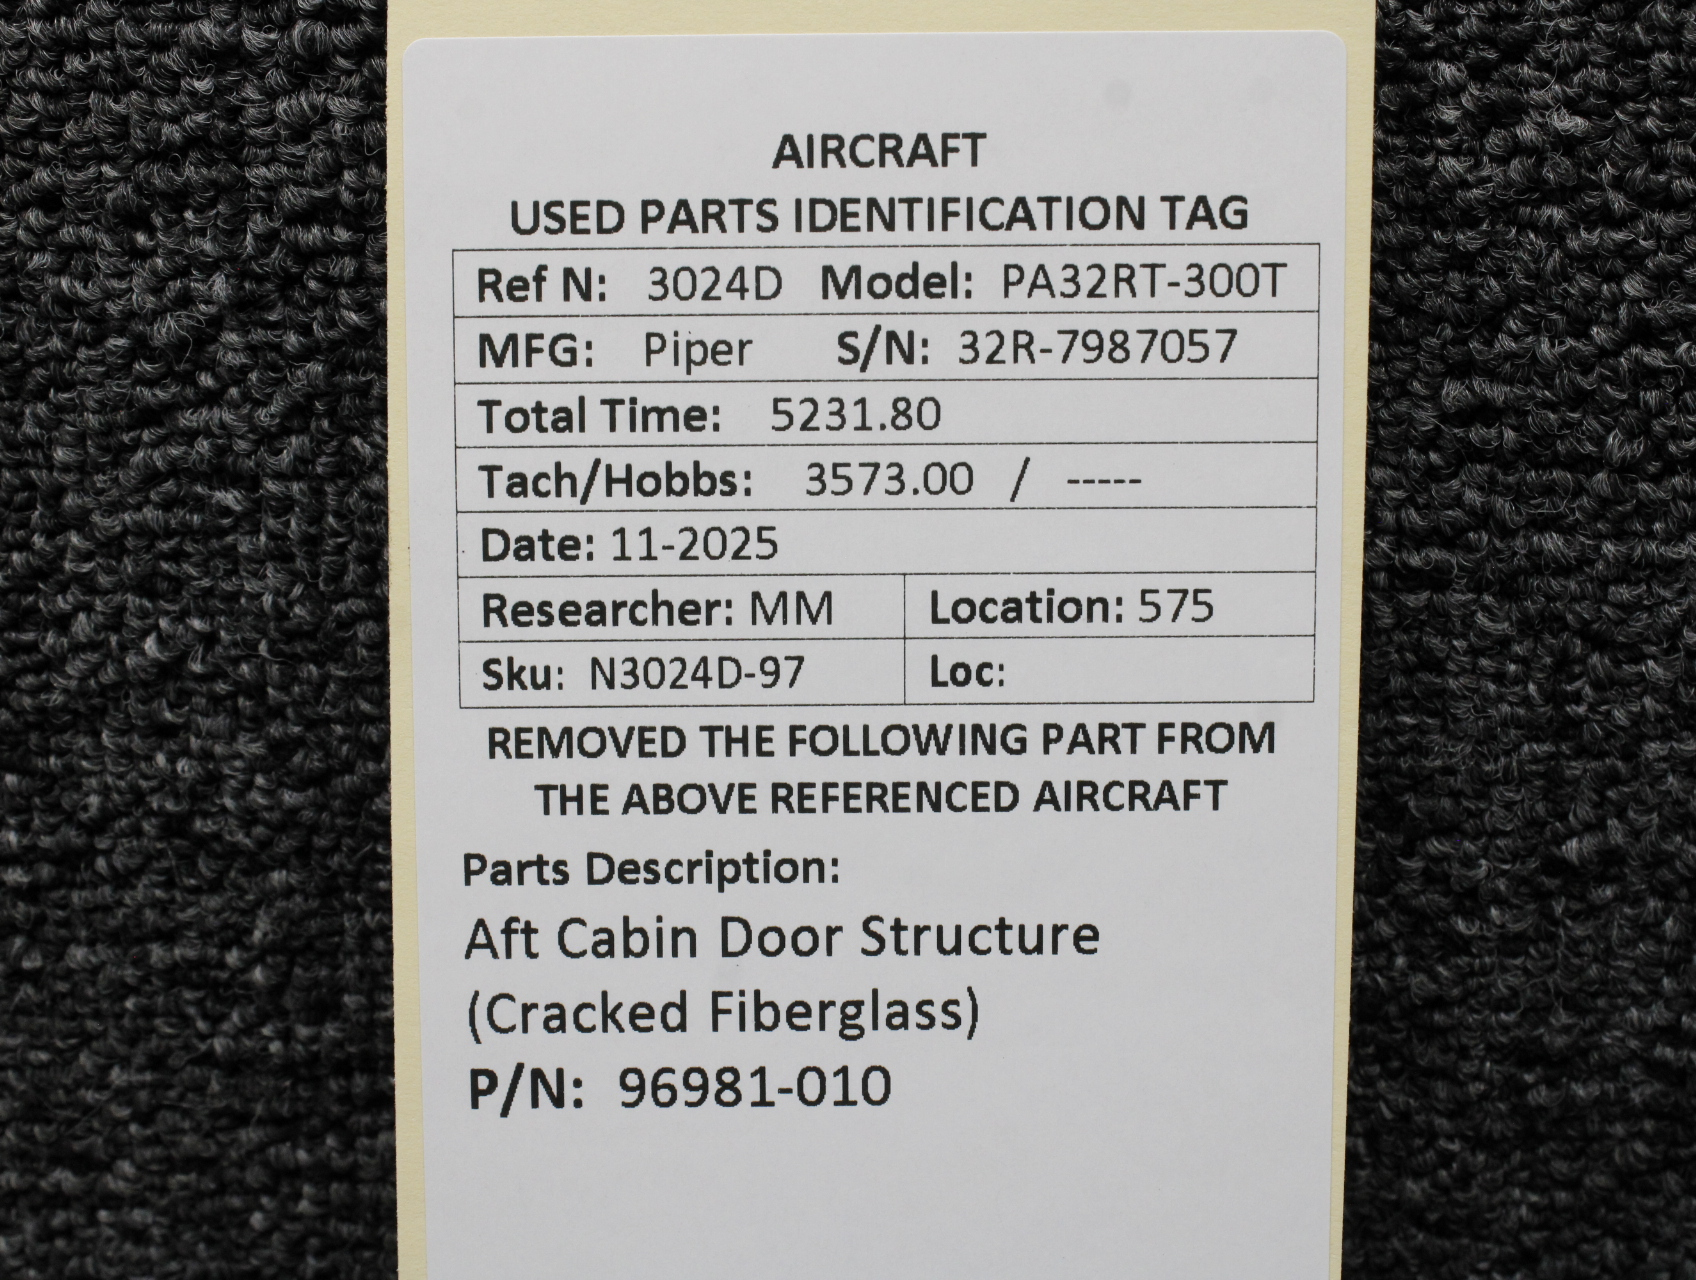 AIRCRAFT
USED PARTS IDENTIFICATION TAG
Ref N: 3024D Model: PA32RT-300T
MFG: Piper S/N: 32R-7987057
Total Time: 5231.80
Tach/Hobbs: 3573.00 / -----
Date: 11-2025
Researcher: MM Location: 575
Sku: N3024D-97 Loc:
REMOVED THE FOLLOWING PART FROM
THE ABOVE REFERENCED AIRCRAFT
Parts Description:
Aft Cabin Door Structure
(Cracked Fiberglass)
P/N: 96981-010